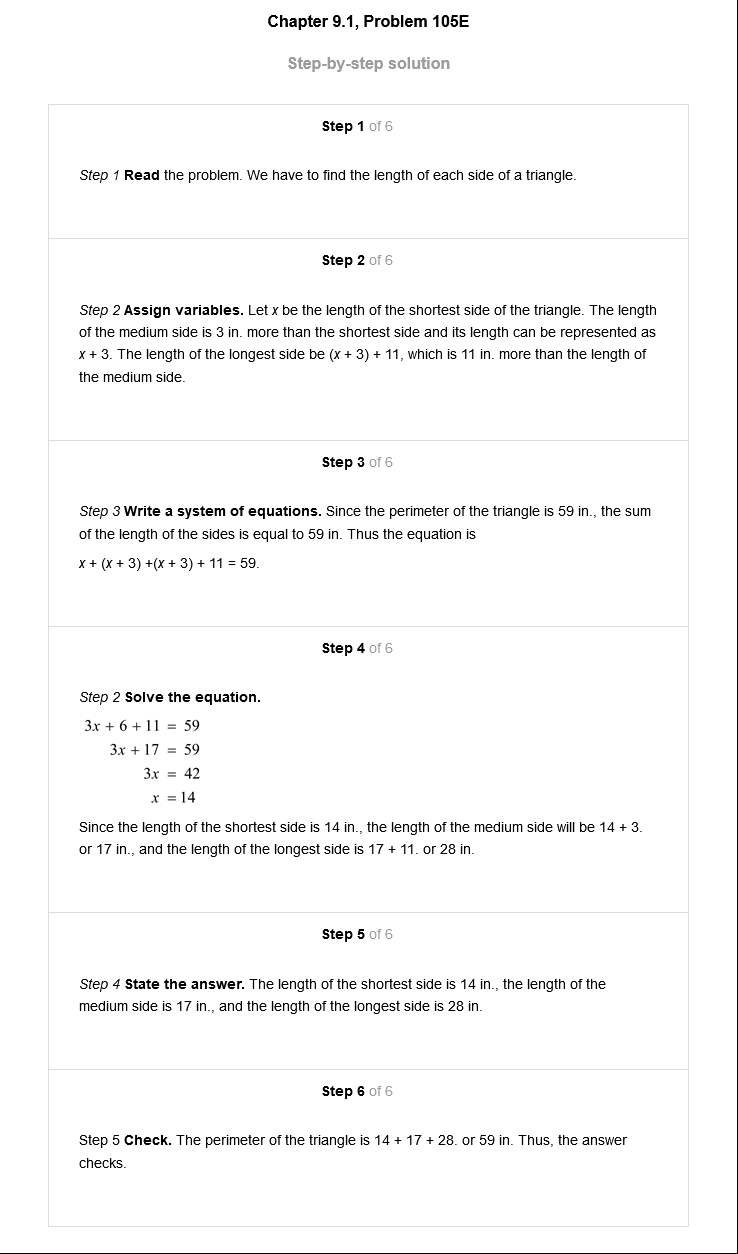 Chapter 9.1, Problem 105E
Step-by-step solution
Step 1 of 6
Step 1 Read the problem. We have to find the length of each side of a triangle.
Step 2 of 6
Step 2 Assign variables. Let x be the length of the shortest side of the triangle. The length
of the medium side is 3 in. more than the shortest side and its length can be represented as
x + 3. The length of the longest side be (x + 3) + 11, which is 11 in. more than the length of
the medium side.
Step 3 of 6
Step 3 Write a system of equations. Since the perimeter of the triangle is 59 in., the sum
of the length of the sides is equal to 59 in. Thus the equation is
x + (x + 3) +(x + 3) + 11 = 59.
Step 4 of 6
Step 2 Solve the equation.
3x + 6 + 11 = 59
3x + 17 = 59
3x = 42
x = 14
Since the length of the shortest side is 14 in., the length of the medium side will be 14 + 3.
or 17 in., and the length of the longest side is 17 + 11. or 28 in.
Step 5 of 6
Step 4 State the answer. The length of the shortest side is 14 in., the length of the
medium side is 17 in., and the length of the longest side is 28 in.
Step 6 of 6
Step 5 Check. The perimeter of the triangle is 14 + 17 + 28. or 59 in. Thus, the answer
checks.